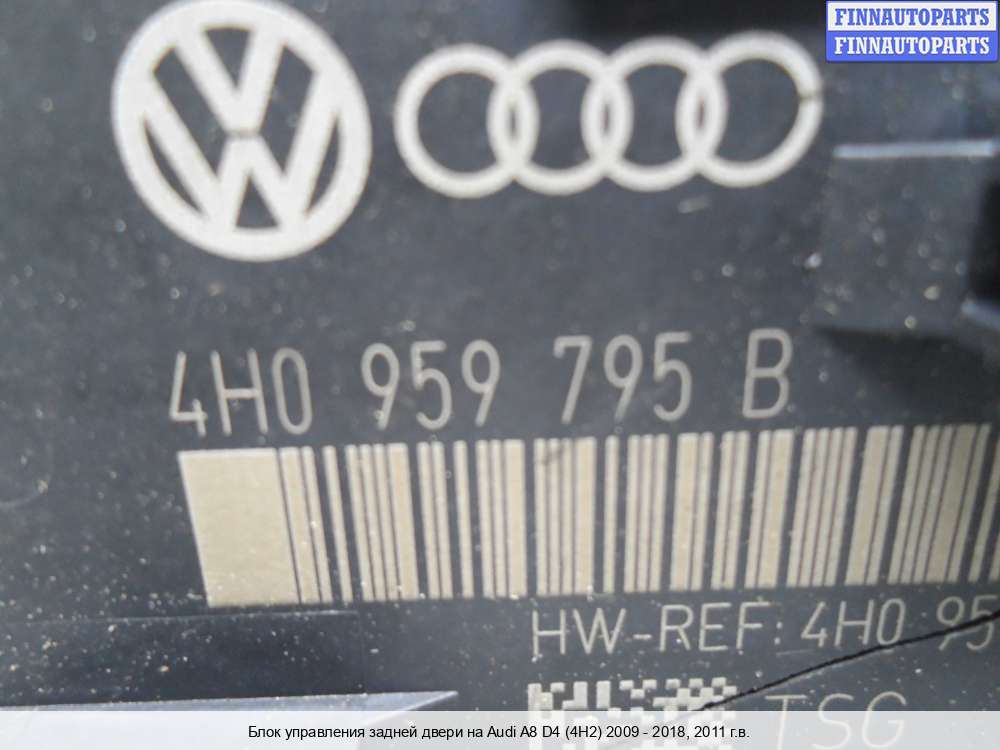 FINNAUTOPARTS
FINNAUTOPARTS
4H0 959 795 B
HW-REF: 4H0 95
TSG
Блок управления задней двери на Audi A8 D4 (4H2) 2009 - 2018, 2011 г.в.